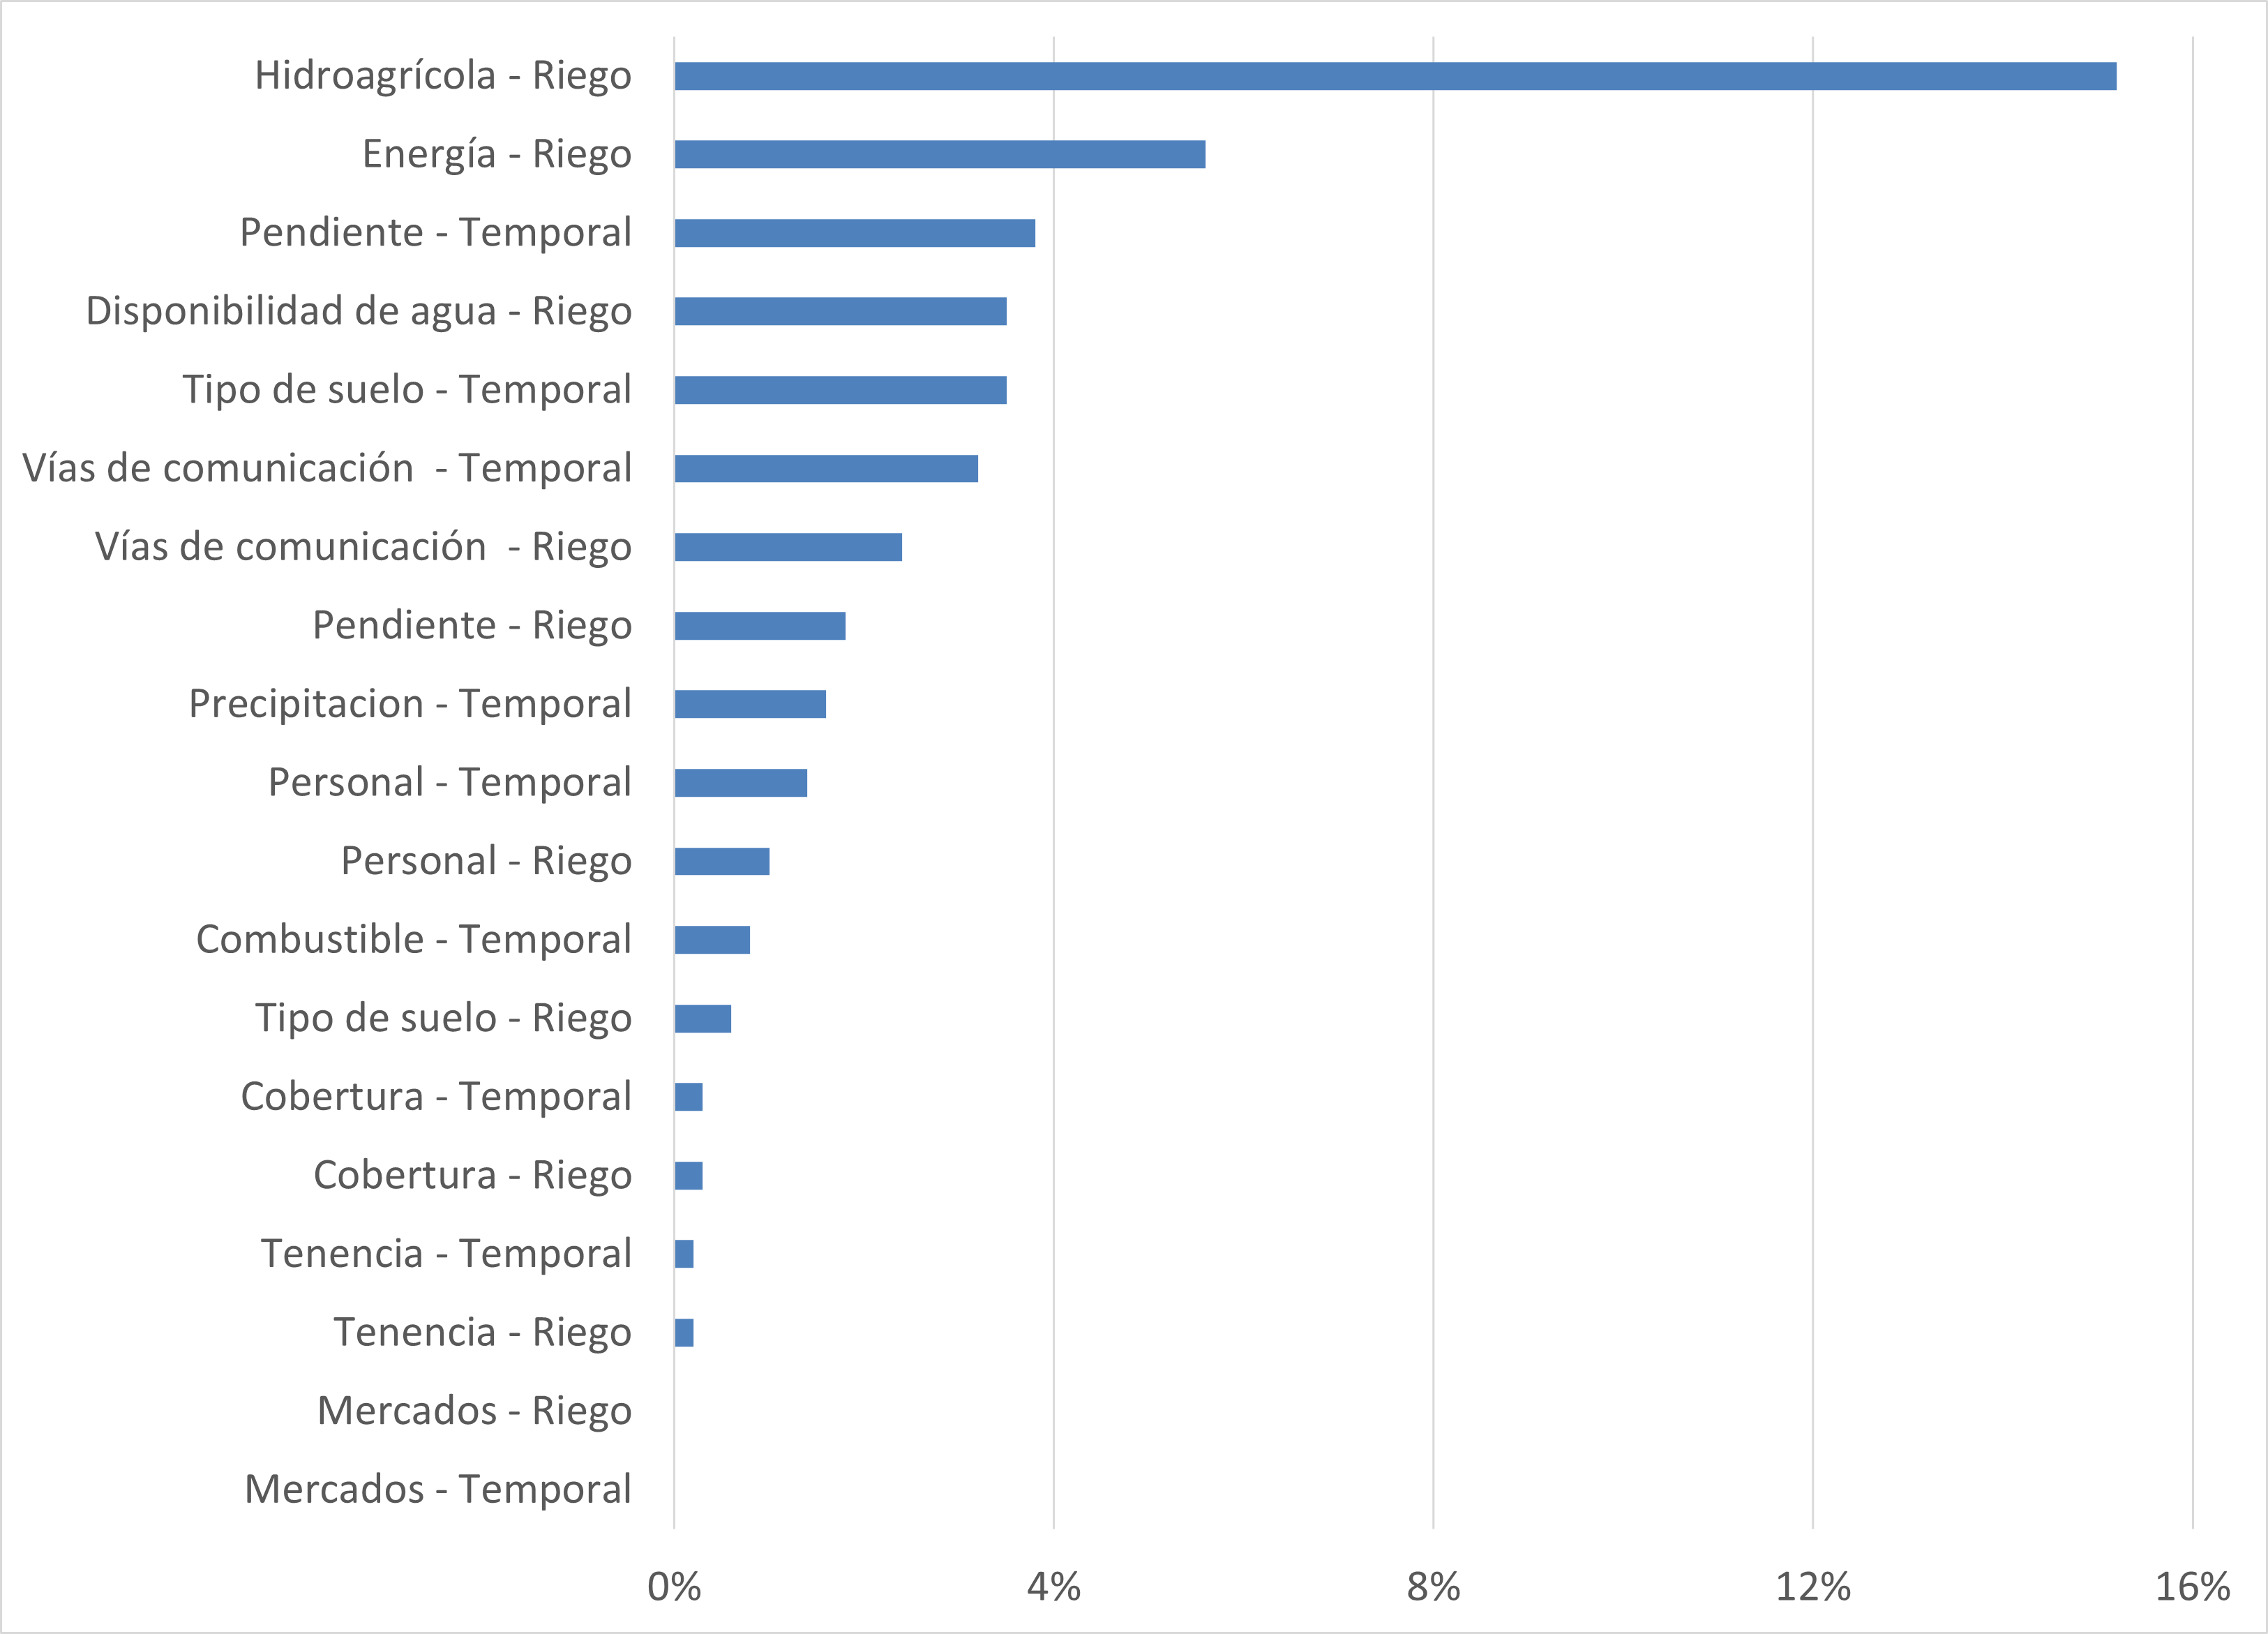 Hidroagrícola - Riego
Energía - Riego
Pendiente - Temporal
Disponibilidad de agua - Riego
Tipo de suelo - Temporal
Vías de comunicación  - Temporal
Vías de comunicación  - Riego
Pendiente - Riego
Precipitacion - Temporal
Personal - Temporal
Personal - Riego
Combustible - Temporal
Tipo de suelo - Riego
Cobertura - Temporal
Cobertura - Riego
Tenencia - Temporal
Tenencia - Riego
Mercados - Riego
Mercados - Temporal
0% 4% 8% 12% 16%